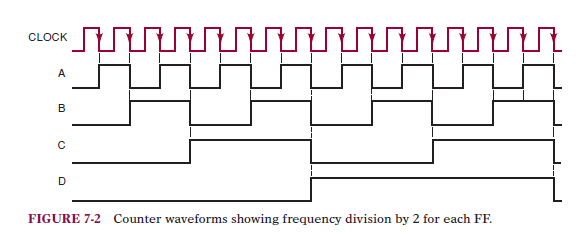 CLOCK
A
B
C
D
FIGURE 7-2 Counter waveforms showing frequency division by 2 for each FF.